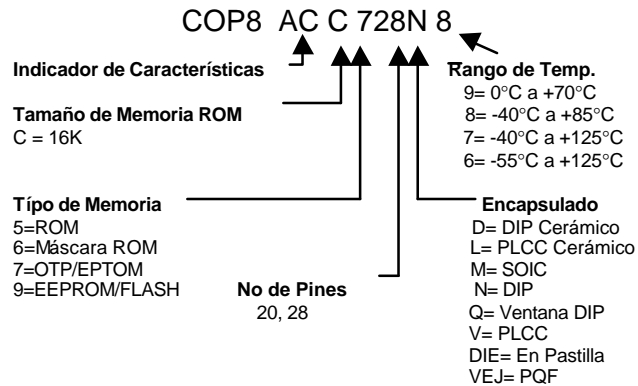 COP8 AC C 728N 8
Indicador de Características
Tamaño de Memoria ROM
C = 16K
Típo de Memoria
5=ROM
6=Máscara ROM
7=OTP/EPTOM
9=EEPROM/FLASH
No de Pines
20, 28
Rango de Temp.
9= 0°C a +70°C
8= -40°C a +85°C
7= -40°C a +125°C
6= -55°C a +125°C
Encapsulado
D= DIP Cerámico
L= PLCC Cerámico
M= SOIC
N= DIP
Q= Ventana DIP
V= PLCC
DIE= En Pastilla
VEJ= PQF